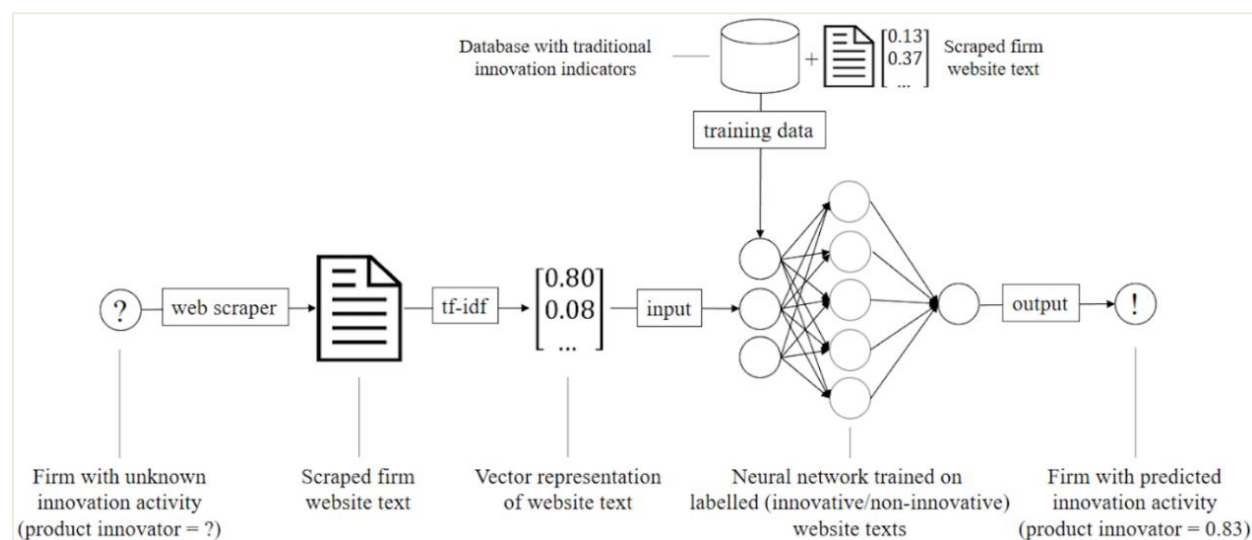 Database with traditional
innovation indicators
+
[0.13]
[0.37]
[...]
Scraped firm
website text
training data
?
web scraper
tf-idf
[0.80]
[0.08]
[...]
input
output
!
Firm with unknown
innovation activity
(product innovator = ?)
Scraped firm
website text
Vector representation
of website text
Neural network trained on
labelled (innovative/non-innovative)
website texts
Firm with predicted
innovation activity
(product innovator = 0.83)